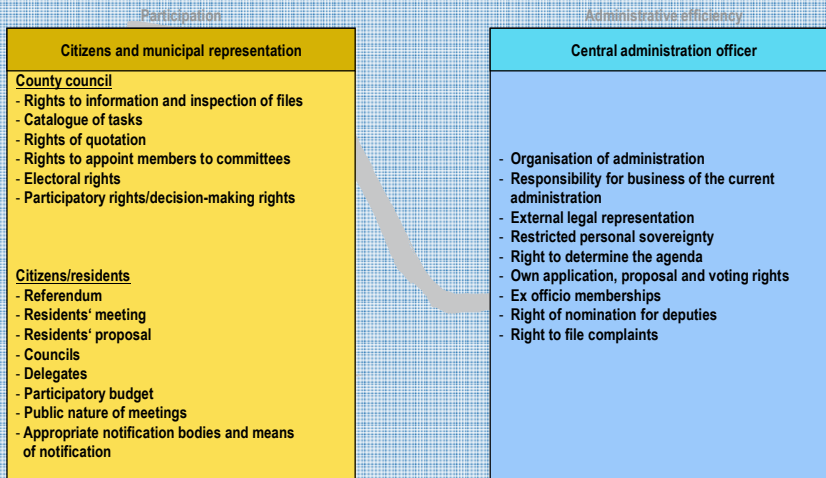 Participation
Administrative efficiency
Citizens and municipal representation
County council
- Rights to information and inspection of files
- Catalogue of tasks
- Rights of quotation
- Rights to appoint members to committees
- Electoral rights
- Participatory rights/decision-making rights
Citizens/residents
- Referendum
- Residents‘ meeting
- Residents‘ proposal
- Councils
- Delegates
- Participatory budget
- Public nature of meetings
- Appropriate notification bodies and means
of notification
Central administration officer
- Organisation of administration
- Responsibility for business of the current
administration
- External legal representation
- Restricted personal sovereignty
- Right to determine the agenda
- Own application, proposal and voting rights
- Ex officio memberships
- Right of nomination for deputies
- Right to file complaints